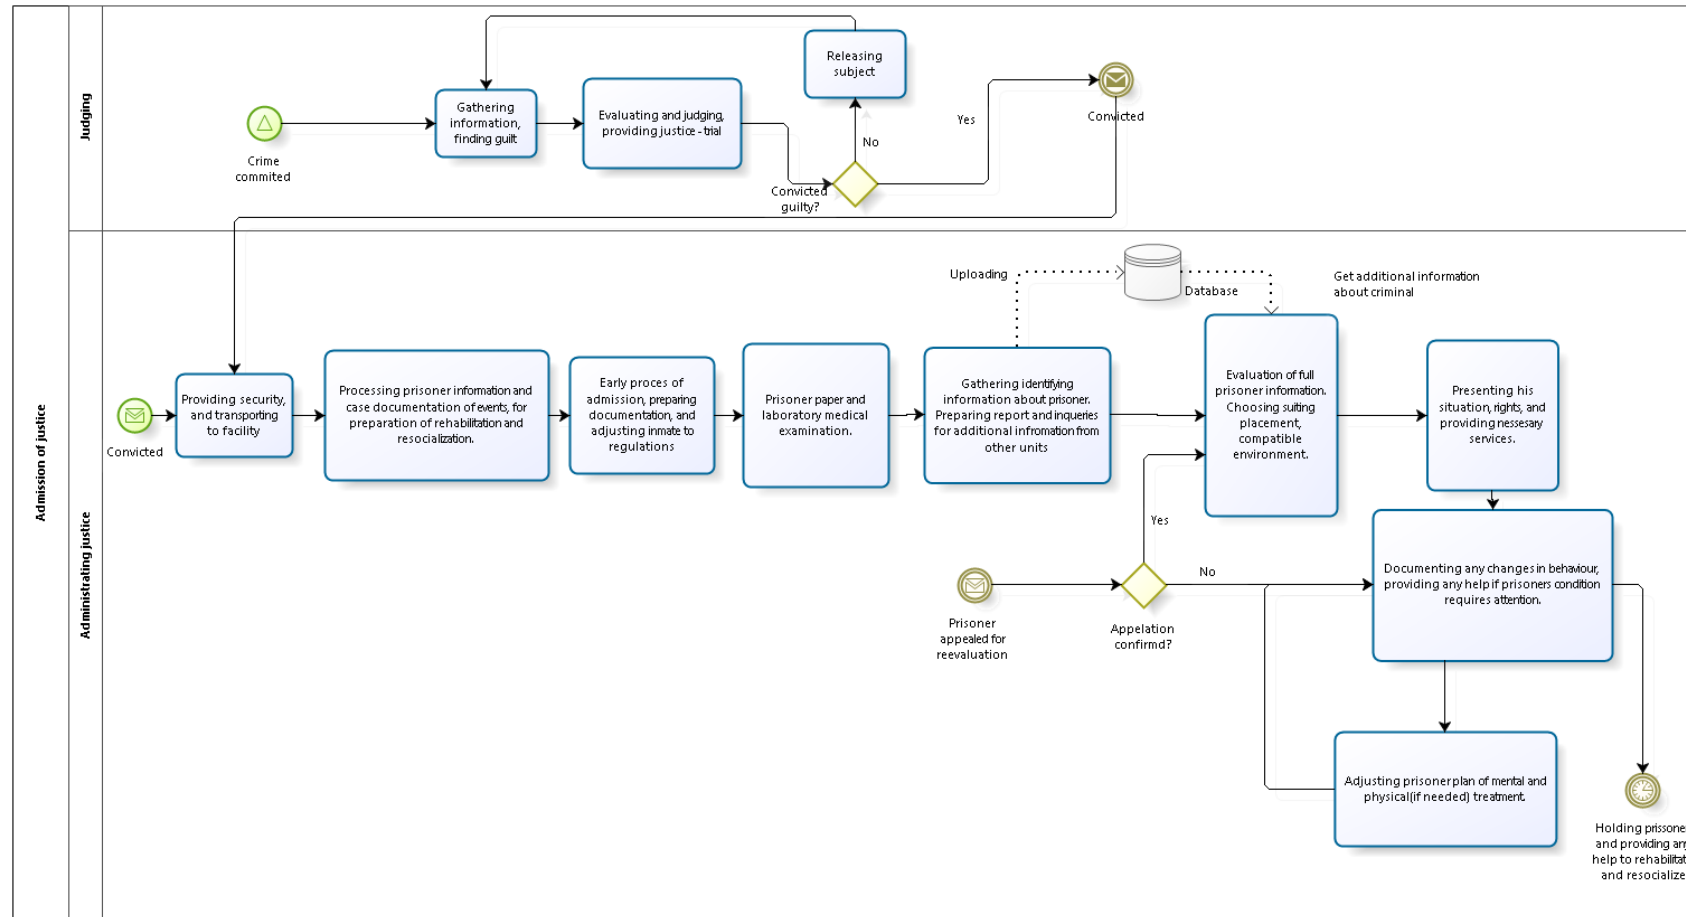 Admission of justice
Judging
Crime
commited
Gathering
information,
finding guilt
Evaluating and judging,
providing justice - trial
Releasing
subject
No
Convicted
guilty?
Yes
Convicted
Administrating justice
Convicted
Providing security,
and transporting
to facility
Processing prisoner information and
case documentation of events, for
preparation of rehabilitation and
resocialization.
Early proces of
admission, preparing
documentation, and
adjusting inmate to
regulations
Prisoner paper and
laboratory medical
examination.
Gathering identifying
information about prisoner.
Preparing report and inqueries
for additional infromation from
other units
Uploading
Database
Get additional information
about criminal
Evaluation of full
prisoner information.
Choosing suiting
placement,
compatible
environment.
Presenting his
situation, rights, and
providing nessesary
services.
Prisoner
appealed for
reevaluation
Appelation
confirmd?
Yes
No
Documenting any changes in behaviour,
providing any help if prisoners condition
requires attention.
Adjusting prisoner plan of mental and
physical(if needed) treatment.
Holding prissone
and providing any
help to rehabilitat
and resocialize